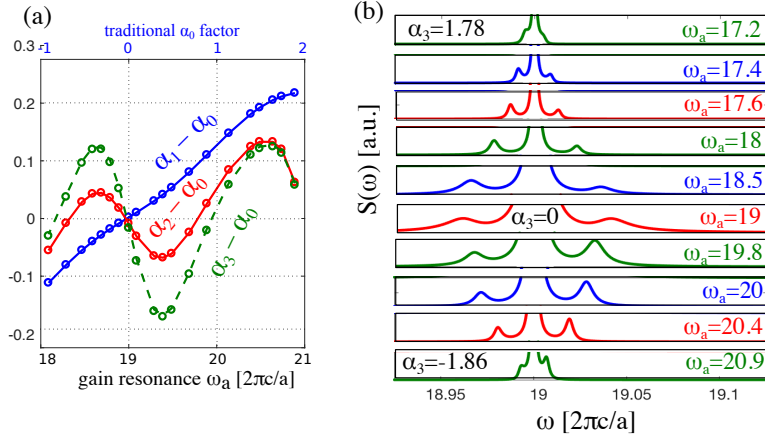 (a)
traditional α₀ factor
-1 0 1 2
0.3
0.2
0.1
0
-0.1
-0.2
α₁ − α₀
α₂ − α₀
α₃ − α₀
18 19 20 21
gain resonance ωₐ [2πc/a]
(b)
S(ω) [a.u.]
α₃=1.78 ωₐ=17.2
ωₐ=17.4
ωₐ=17.6
ωₐ=18
ωₐ=18.5
α₃=0 ωₐ=19
ωₐ=19.8
ωₐ=20
ωₐ=20.4
α₃=-1.86 ωₐ=20.9
18.95 19 19.05 19.1
ω [2πc/a]